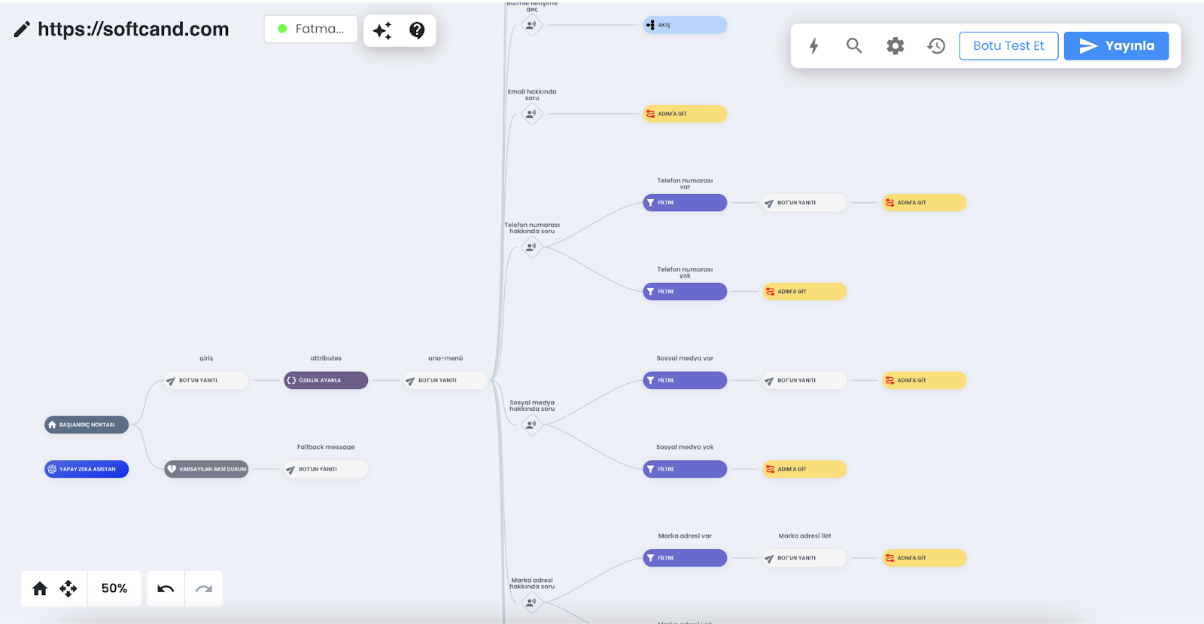 https://softcand.com
Fatma...
Botu Test Et
Yayınla
Bizimle iletişime
geç
AKIŞ
Email hakkında
soru
ADIM'A GİT
Telefon numarası
var
FİLTRE
BOT'UN YANITI
ADIM'A GİT
Telefon numarası
hakkında soru
Telefon numarası
yok
FİLTRE
ADIM'A GİT
giriş
BOT'UN YANITI
attributes
ÖZELLİK AYARLA
ana-menü
BOT'UN YANITI
Sosyal medya var
FİLTRE
BOT'UN YANITI
ADIM'A GİT
Sosyal medya
hakkında soru
BAŞLANGIÇ NOKTASI
Sosyal medya yok
FİLTRE
ADIM'A GİT
YAPAY ZEKA ASİSTAN
VARSAYILAN AKSİ DURUM
Fallback message
BOT'UN YANITI
Marka adresi var
FİLTRE
Marka adresi ilet
BOT'UN YANITI
ADIM'A GİT
Marka adresi
hakkında soru
Marka adresi yok
50%